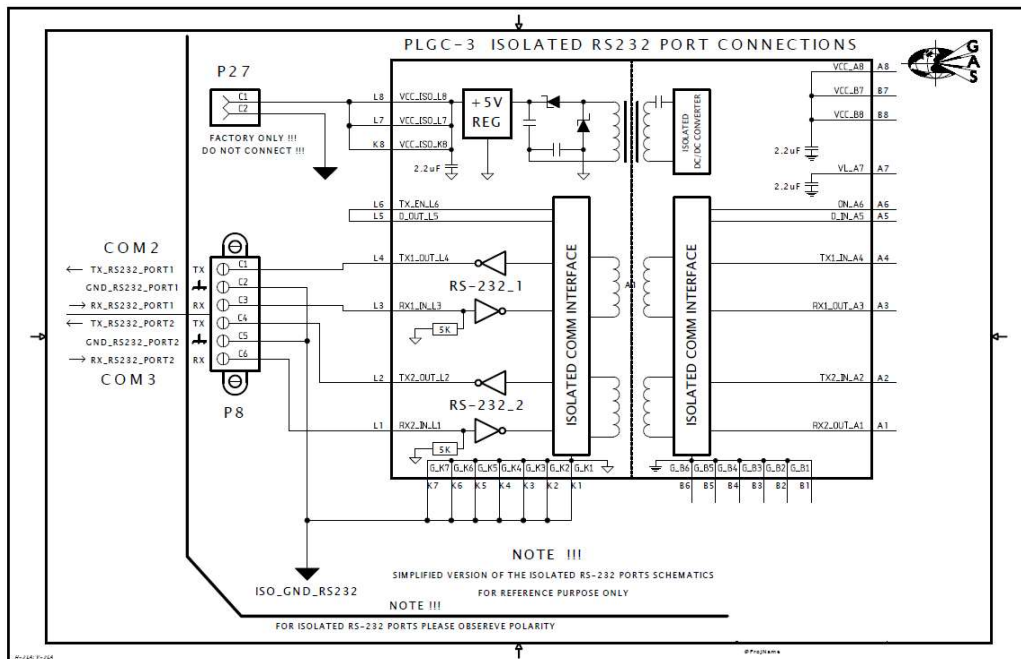 PLGC-3 ISOLATED RS232 PORT CONNECTIONS
GAS
P27
C1
C2
FACTORY ONLY !!!
DO NOT CONNECT !!!
L8 VCC_ISO_L8
L7 VCC_ISO_L7
K8 VCC_ISO_K8
2.2uF
+5V
REG
ISOLATED
DC/DC CONVERTER
VCC_A8 A8
VCC_B7 B7
VCC_B8 B8
2.2uF
VL_A7 A7
2.2uF
L6 TX_EN_L6
L5 D_OUT_L5
ON_A6 A6
D_IN_A5 A5
COM2
TX_RS232_PORT1 TX C1
GND_RS232_PORT1 C2
RX_RS232_PORT1 RX C3
TX_RS232_PORT2 TX C4
GND_RS232_PORT2 C5
RX_RS232_PORT2 RX C6
COM3
P8
L4 TX1_OUT_L4
RS-232_1
L3 RX1_IN_L3
5K
L2 TX2_OUT_L2
RS-232_2
L1 RX2_IN_L1
5K
ISOLATED COMM INTERFACE
ISOLATED COMM INTERFACE
TX1_IN_A4 A4
RX1_OUT_A3 A3
TX2_IN_A2 A2
RX2_OUT_A1 A1
G_K7 G_K6 G_K5 G_K4 G_K3 G_K2 G_K1
K7 K6 K5 K4 K3 K2 K1
G_B6 G_B5 G_B4 G_B3 G_B2 G_B1
B6 B5 B4 B3 B2 B1
ISO_GND_RS232
NOTE !!!
SIMPLIFIED VERSION OF THE ISOLATED RS-232 PORTS SCHEMATICS
FOR REFERENCE PURPOSE ONLY
NOTE !!!
FOR ISOLATED RS-232 PORTS PLEASE OBSEREVE POLARITY
@ProjName